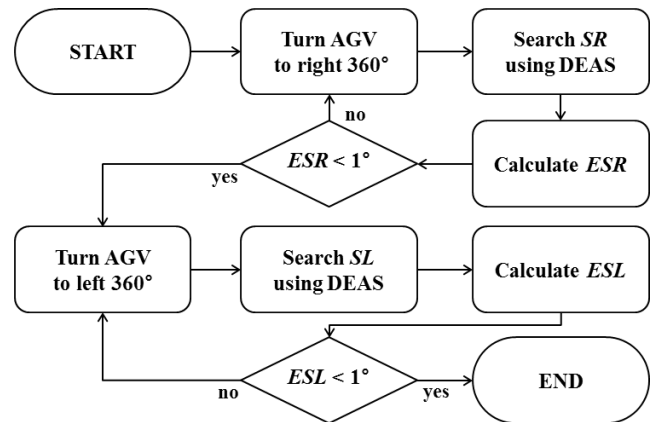 START
Turn AGV
to right 360°
Search SR
using DEAS
no
ESR < 1°
Calculate ESR
yes
Turn AGV
to left 360°
Search SL
using DEAS
Calculate ESL
no
ESL < 1°
yes
END